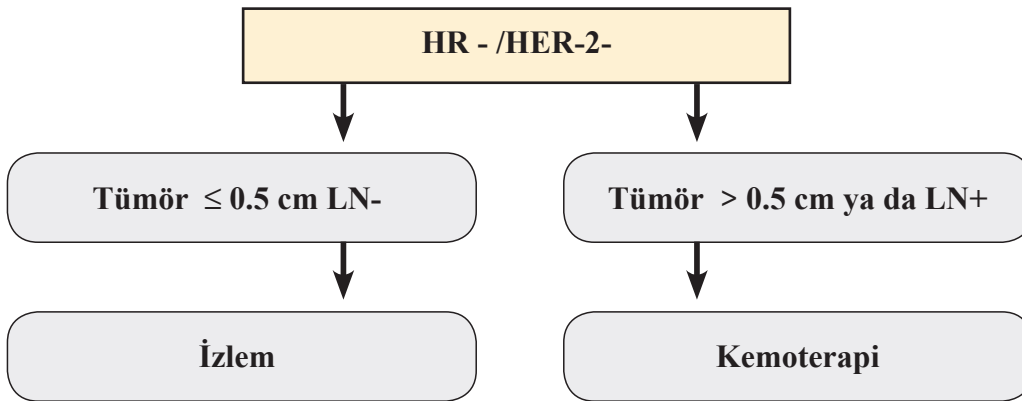 HR - /HER-2-
Tümör ≤ 0.5 cm LN-
Tümör > 0.5 cm ya da LN+
İzlem
Kemoterapi